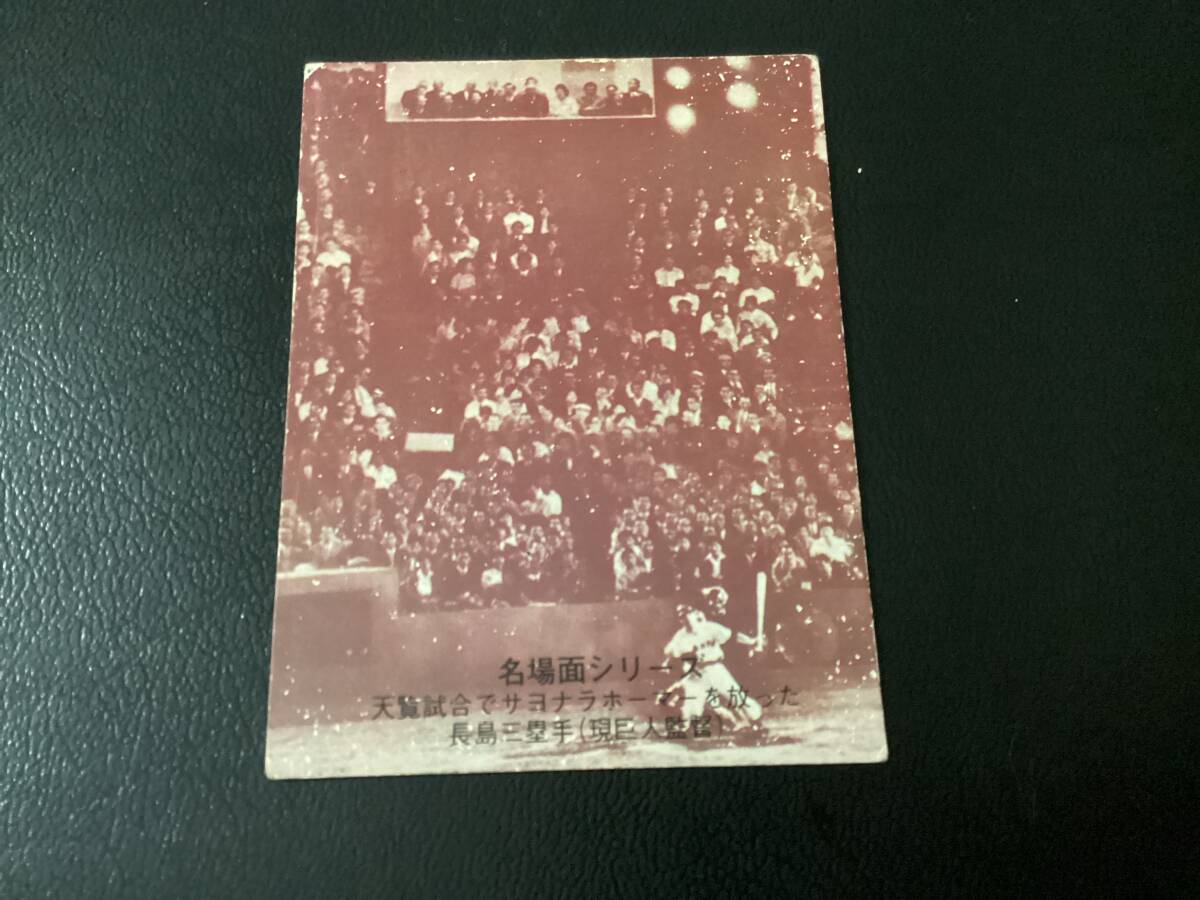 名場面シリーズ
天覧試合でサヨナラホーマーを放った
長島三塁手(現巨人監督)